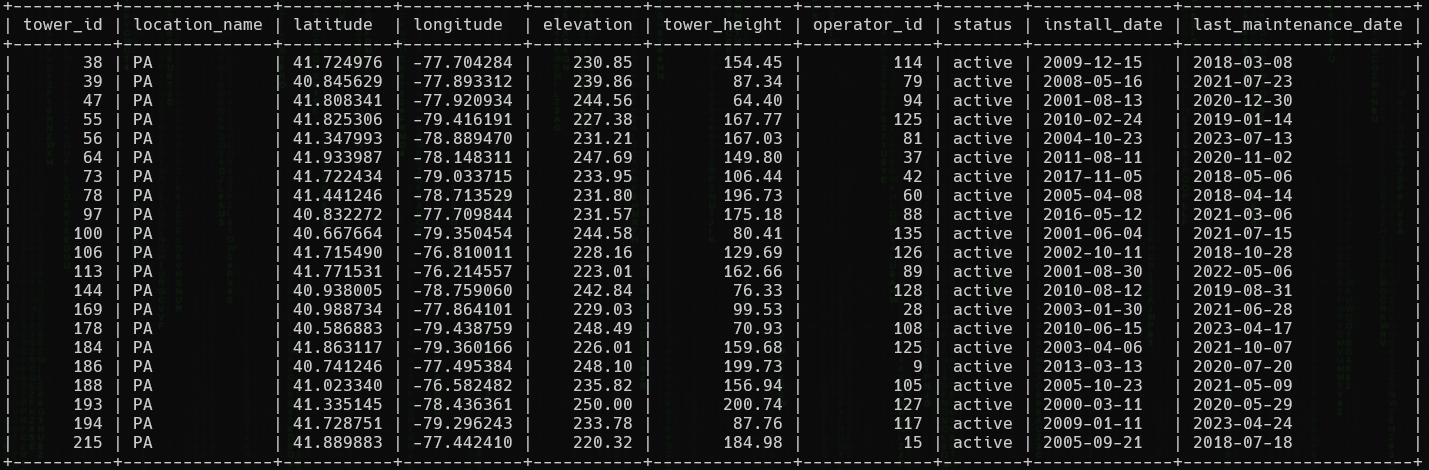 +----------+---------------+-----------+------------+-----------+--------------+-------------+--------+--------------+-----------------------+
| tower_id | location_name | latitude  | longitude  | elevation | tower_height | operator_id | status | install_date | last_maintenance_date |
+----------+---------------+-----------+------------+-----------+--------------+-------------+--------+--------------+-----------------------+
|       38 | PA            | 41.724976 | -77.704284 |    230.85 |       154.45 |         114 | active | 2009-12-15   | 2018-03-08            |
|       39 | PA            | 40.845629 | -77.893312 |    239.86 |        87.34 |          79 | active | 2008-05-16   | 2021-07-23            |
|       47 | PA            | 41.808341 | -77.920934 |    244.56 |        64.40 |          94 | active | 2001-08-13   | 2020-12-30            |
|       55 | PA            | 41.825306 | -79.416191 |    227.38 |       167.77 |         125 | active | 2010-02-24   | 2019-01-14            |
|       56 | PA            | 41.347993 | -78.889470 |    231.21 |       167.03 |          81 | active | 2004-10-23   | 2023-07-13            |
|       64 | PA            | 41.933987 | -78.148311 |    247.69 |       149.80 |          37 | active | 2011-08-11   | 2020-11-02            |
|       73 | PA            | 41.722434 | -79.033715 |    233.95 |       106.44 |          42 | active | 2017-11-05   | 2018-05-06            |
|       78 | PA            | 41.441246 | -78.713529 |    231.80 |       196.73 |          60 | active | 2005-04-08   | 2018-04-14            |
|       97 | PA            | 40.832272 | -77.709844 |    231.57 |       175.18 |          88 | active | 2016-05-12   | 2021-03-06            |
|      100 | PA            | 40.667664 | -79.350454 |    244.58 |        80.41 |         135 | active | 2001-06-04   | 2021-07-15            |
|      106 | PA            | 41.715490 | -76.810011 |    228.16 |       129.69 |         126 | active | 2002-10-11   | 2018-10-28            |
|      113 | PA            | 41.771531 | -76.214557 |    223.01 |       162.66 |          89 | active | 2001-08-30   | 2022-05-06            |
|      144 | PA            | 40.938005 | -78.759060 |    242.84 |        76.33 |         128 | active | 2010-08-12   | 2019-08-31            |
|      169 | PA            | 40.988734 | -77.864101 |    229.03 |        99.53 |          28 | active | 2003-01-30   | 2021-06-28            |
|      178 | PA            | 40.586883 | -79.438759 |    248.49 |        70.93 |         108 | active | 2010-06-15   | 2023-04-17            |
|      184 | PA            | 41.863117 | -79.360166 |    226.01 |       159.68 |         125 | active | 2003-04-06   | 2021-10-07            |
|      186 | PA            | 40.741246 | -77.495384 |    248.10 |       199.73 |           9 | active | 2013-03-13   | 2020-07-20            |
|      188 | PA            | 41.023340 | -76.582482 |    235.82 |       156.94 |         105 | active | 2005-10-23   | 2021-05-09            |
|      193 | PA            | 41.335145 | -78.436361 |    250.00 |       200.74 |         127 | active | 2000-03-11   | 2020-05-29            |
|      194 | PA            | 41.728751 | -79.296243 |    233.78 |        87.76 |         117 | active | 2009-01-11   | 2023-04-24            |
|      215 | PA            | 41.889883 | -77.442410 |    220.32 |       184.98 |          15 | active | 2005-09-21   | 2018-07-18            |
+----------+---------------+-----------+------------+-----------+--------------+-------------+--------+--------------+-----------------------+